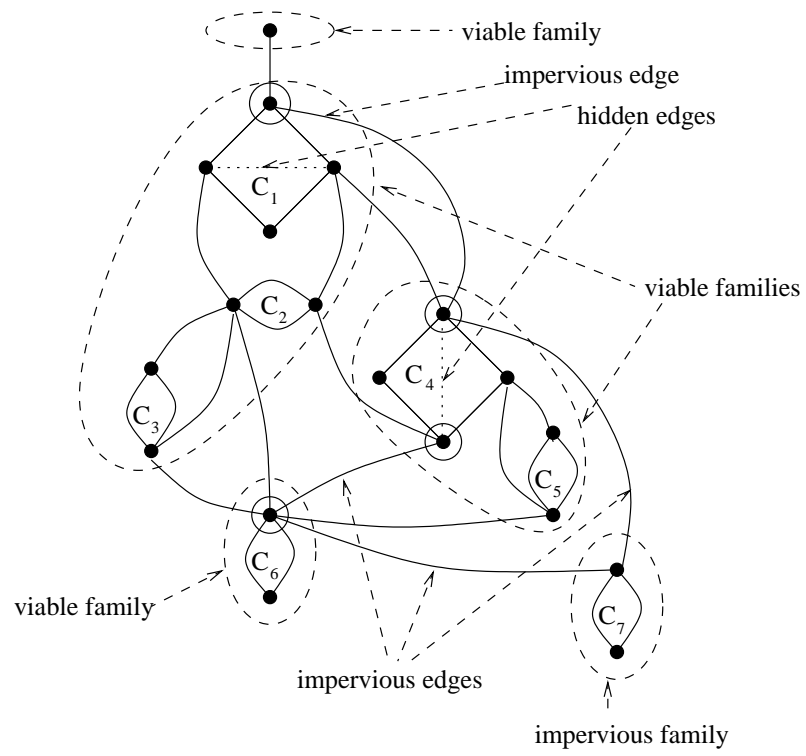 viable family
impervious edge
hidden edges
C1
C2
viable families
C4
C3
C5
C6
viable family
C7
impervious edges
impervious family